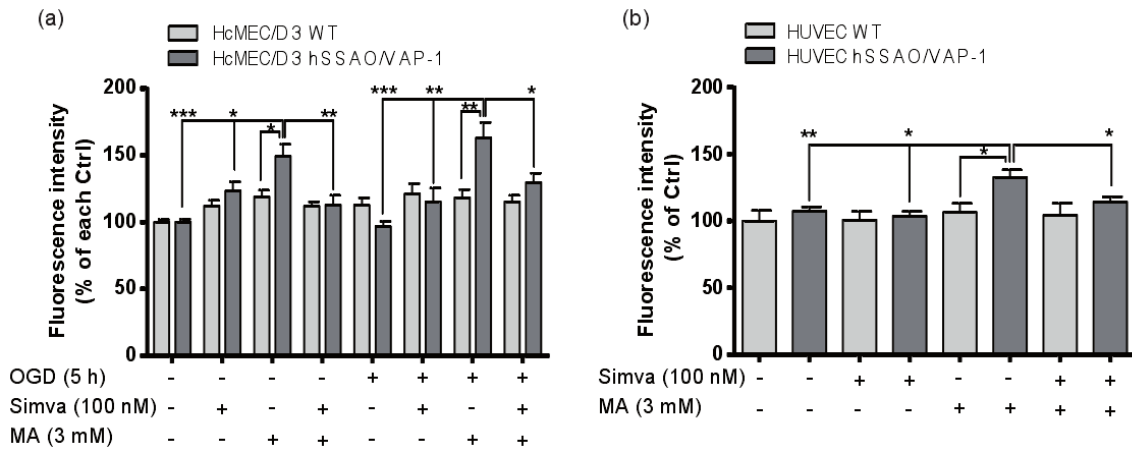 (a)
HcMEC/D3 WT
HcMEC/D3 hSSAO/VAP-1
Fluorescence intensity
(% of each Ctrl)
200
150
100
50
0
*** * * ** *** ** ** *
OGD (5 h) - - - - + + + +
Simva (100 nM) - + - + - + - +
MA (3 mM) - - + + - - + +
(b)
HUVEC WT
HUVEC hSSAO/VAP-1
Fluorescence intensity
(% of Ctrl)
200
150
100
50
0
** * * *
Simva (100 nM) - - + + - - + +
MA (3 mM) - - - - + + + +